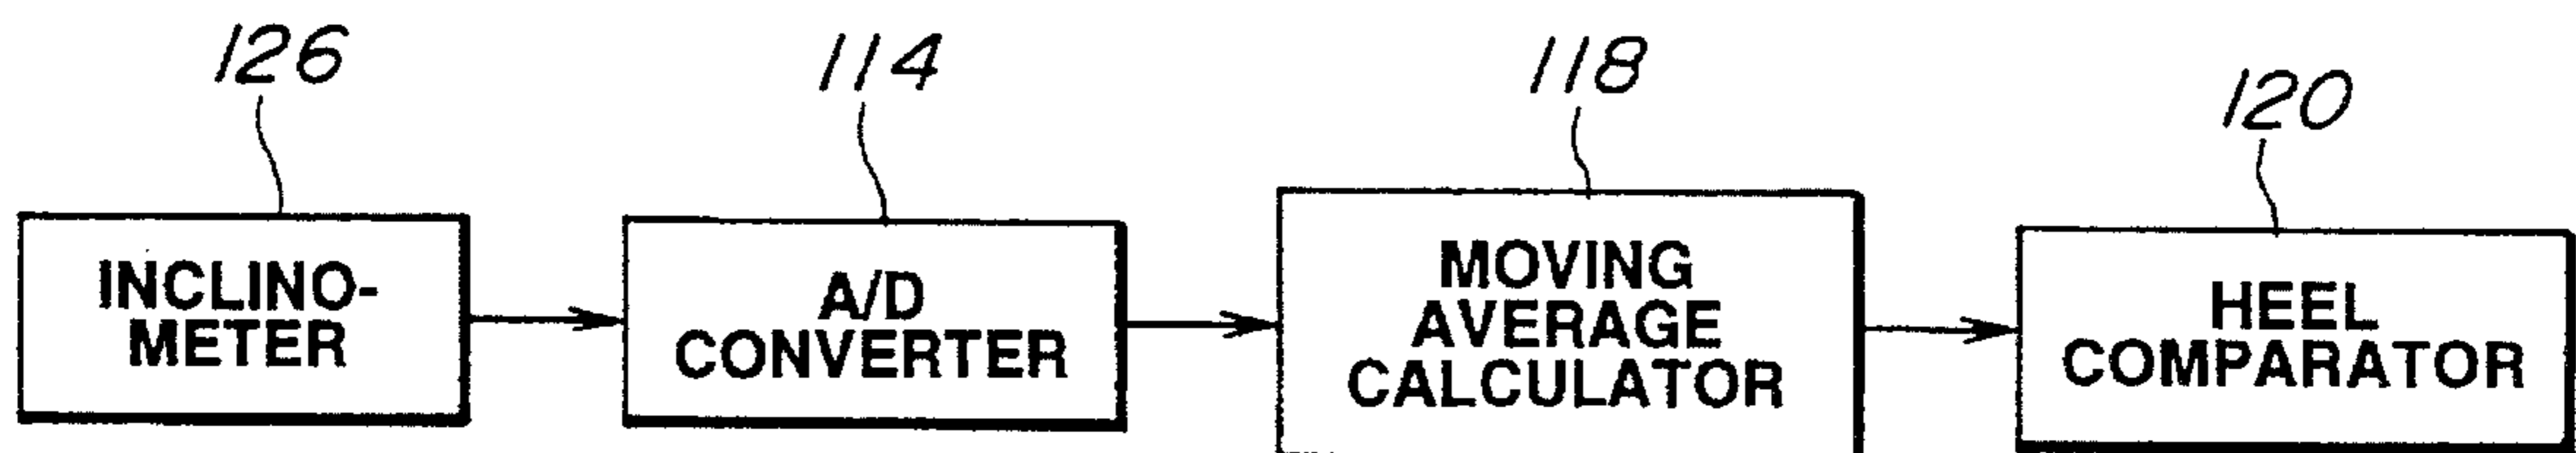 126
114
118
120
INCLINO-
METER
A/D
CONVERTER
MOVING
AVERAGE
CALCULATOR
HEEL
COMPARATOR